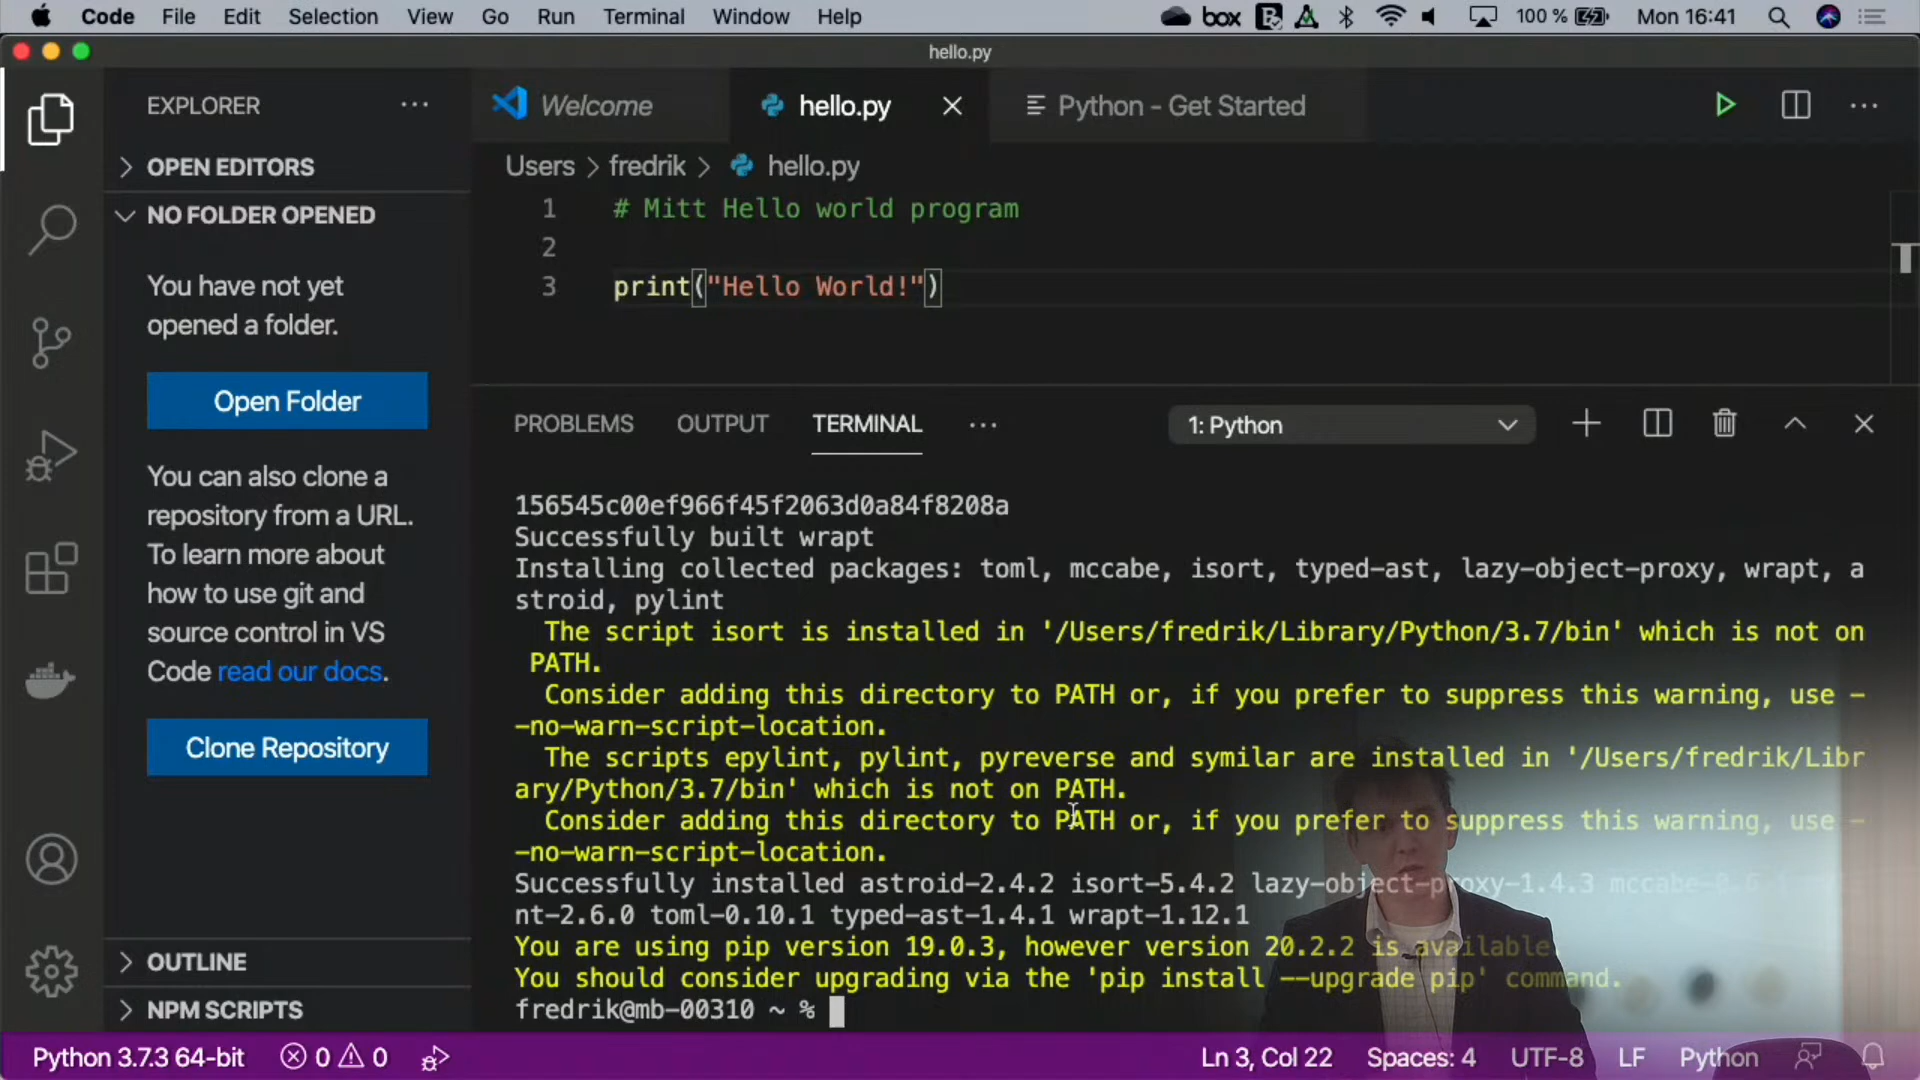 Code File Edit Selection View Go Run Terminal Window Help box 100 % Mon 16:41
hello.py
EXPLORER
OPEN EDITORS
NO FOLDER OPENED
You have not yet
opened a folder.
Open Folder
You can also clone a
repository from a URL.
To learn more about
how to use git and
source control in VS
Code read our docs.
Clone Repository
OUTLINE
NPM SCRIPTS
Welcome hello.py Python - Get Started
Users > fredrik > hello.py
1 # Mitt Hello world program
2
3 print("Hello World!")
PROBLEMS OUTPUT TERMINAL 1: Python
156545c00ef966f45f2063d0a84f8208a
Successfully built wrapt
Installing collected packages: toml, mccabe, isort, typed-ast, lazy-object-proxy, wrapt, a
stroid, pylint
The script isort is installed in '/Users/fredrik/Library/Python/3.7/bin' which is not on
PATH.
Consider adding this directory to PATH or, if you prefer to suppress this warning, use -
-no-warn-script-location.
The scripts epylint, pylint, pyreverse and symilar are installed in '/Users/fredrik/Libr
ary/Python/3.7/bin' which is not on PATH.
Consider adding this directory to PATH or, if you prefer to suppress this warning, use -
-no-warn-script-location.
Successfully installed astroid-2.4.2 isort-5.4.2 lazy-object-proxy-1.4.3
nt-2.6.0 toml-0.10.1 typed-ast-1.4.1 wrapt-1.12.1
You are using pip version 19.0.3, however version 20.2.2 is available
You should consider upgrading via the 'pip install --upgrade pip' command.
fredrik@mb-00310 ~ %
Python 3.7.3 64-bit 0 0 Ln 3, Col 22 Spaces: 4 UTF-8 LF Python